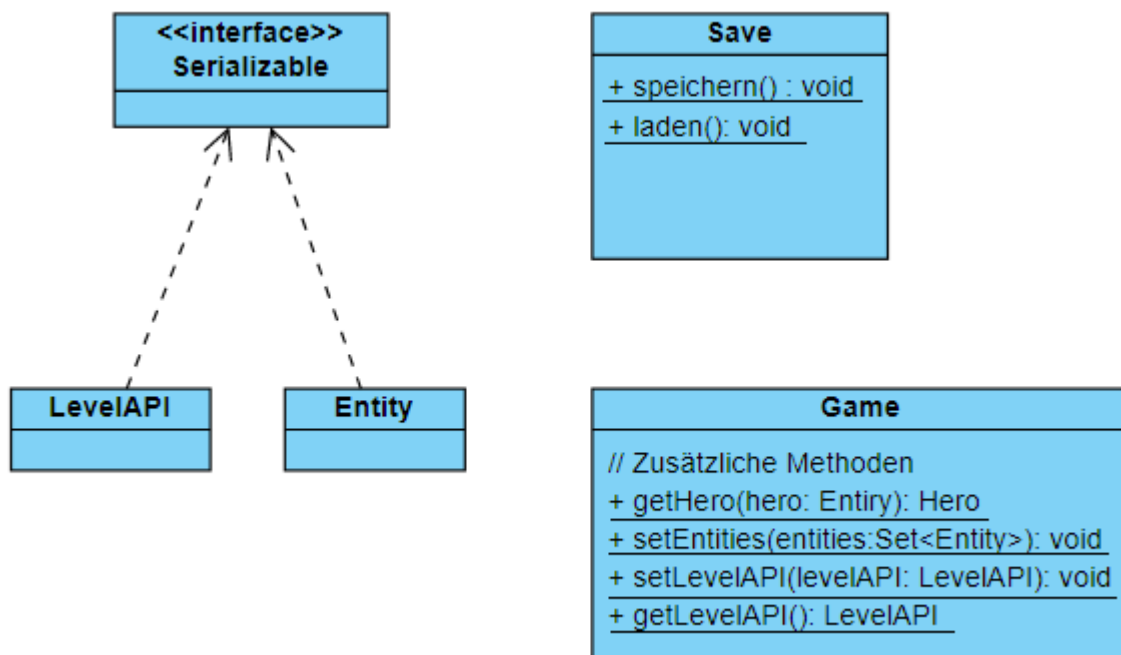 <<interface>>
Serializable
Save
+ speichern() : void
+ laden(): void
LevelAPI
Entity
Game
// Zusätzliche Methoden
+ getHero(hero: Entiry): Hero
+ setEntities(entities:Set<Entity>): void
+ setLevelAPI(levelAPI: LevelAPI): void
+ getLevelAPI(): LevelAPI